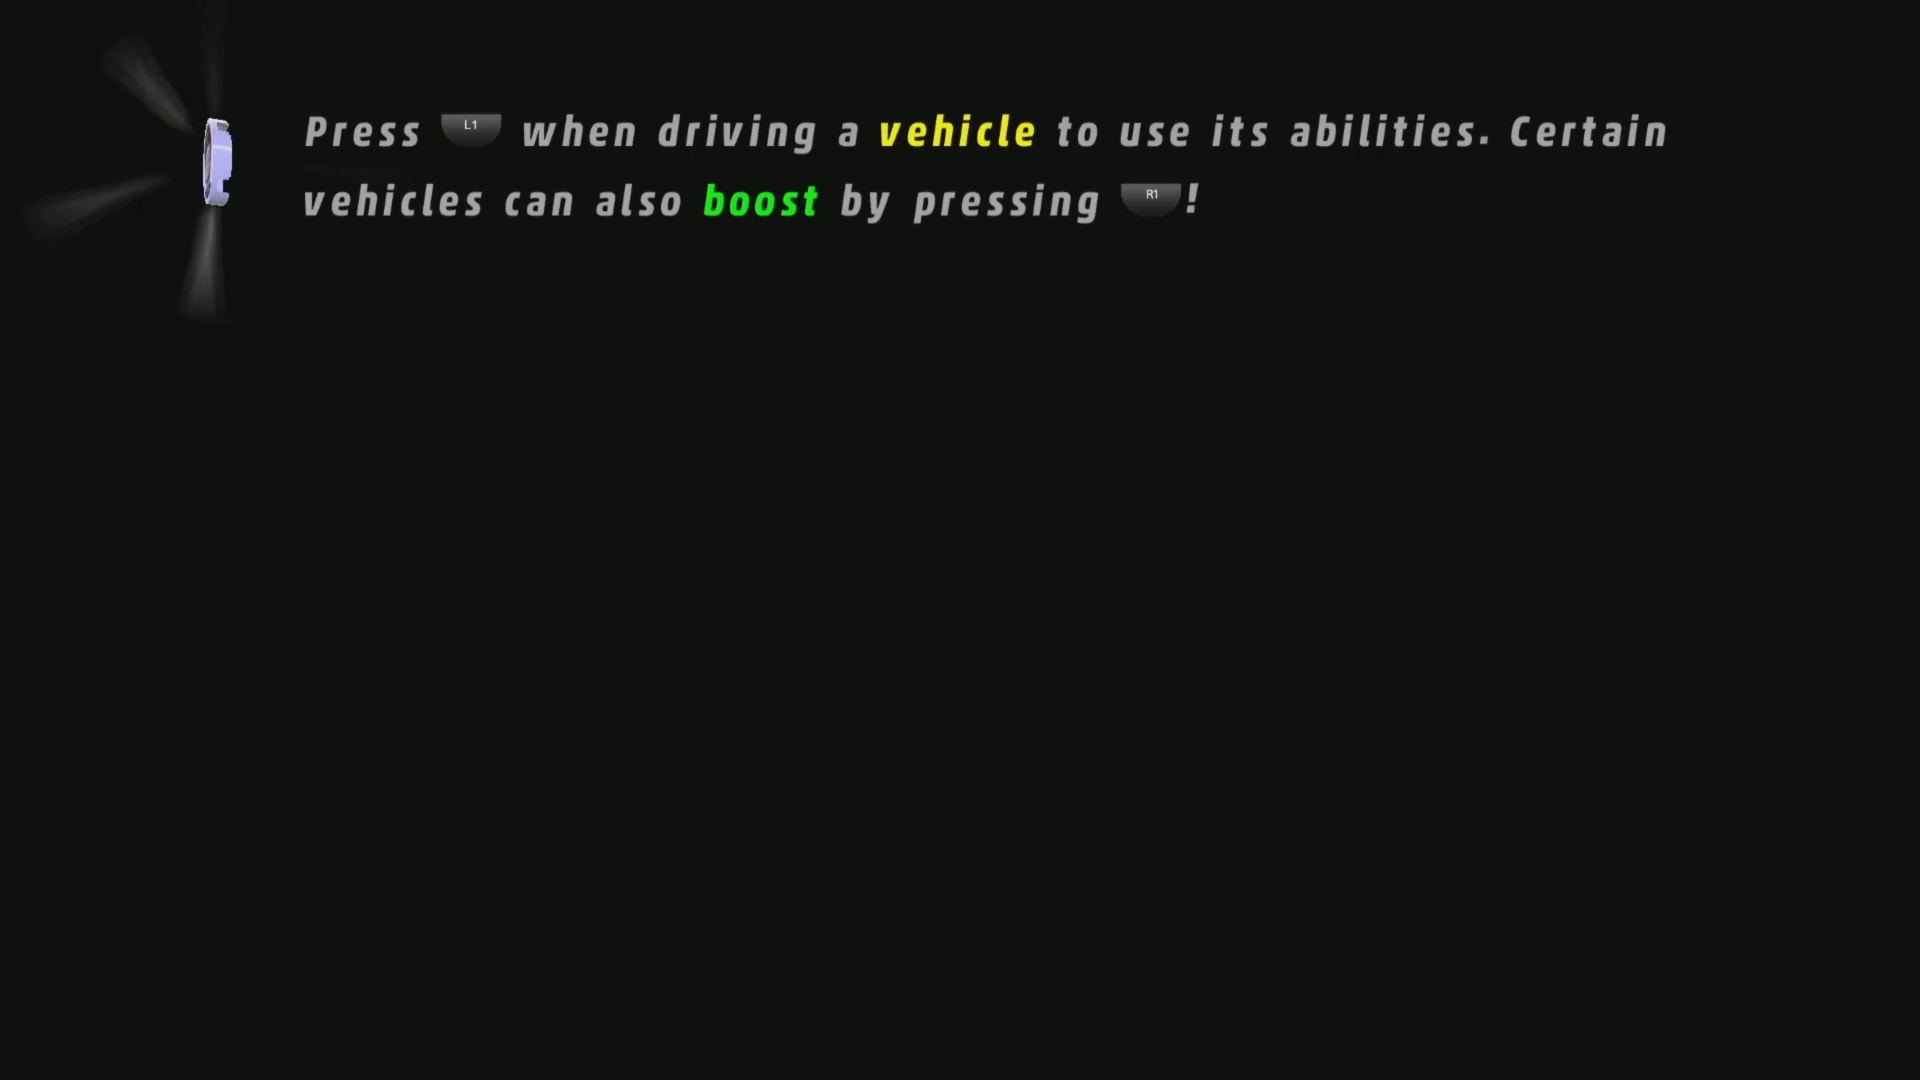 Press L1 when driving a vehicle to use its abilities. Certain
vehicles can also boost by pressing R1!